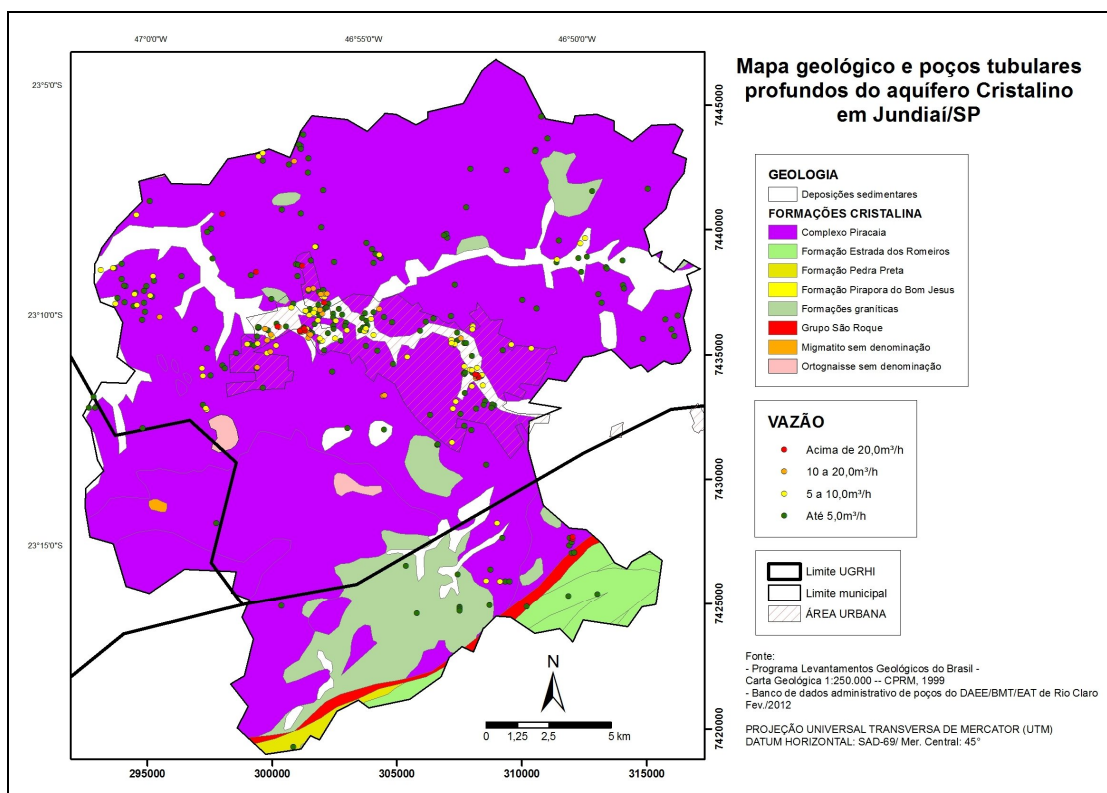 47°0'0"W
46°55'0"W
46°50'0"W
23°5'0"S
23°10'0"S
23°15'0"S
7445000
7440000
7435000
7430000
7425000
7420000
295000
300000
305000
310000
315000
N
0 1,25 2,5 5 km
Mapa geológico e poços tubulares
profundos do aquífero Cristalino
em Jundiaí/SP
GEOLOGIA
Deposições sedimentares
FORMAÇÕES CRISTALINA
Complexo Piracaia
Formação Estrada dos Romeiros
Formação Pedra Preta
Formação Pirapora do Bom Jesus
Formações graníticas
Grupo São Roque
Migmatito sem denominação
Ortognaisse sem denominação
VAZÃO
Acima de 20,0m³/h
10 a 20,0m³/h
5 a 10,0m³/h
Até 5,0m³/h
Limite UGRHI
Limite municipal
ÁREA URBANA
Fonte:
- Programa Levantamentos Geológicos do Brasil -
Carta Geológica 1:250.000 -- CPRM, 1999
- Banco de dados administrativo de poços do DAEE/BMT/EAT de Rio Claro
Fev./2012
PROJEÇÃO UNIVERSAL TRANSVERSA DE MERCATOR (UTM)
DATUM HORIZONTAL: SAD-69/ Mer. Central: 45°